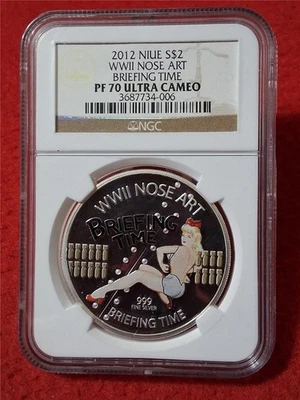 2012 NIUE S$2
WWII NOSE ART
BRIEFING TIME
PF 70 ULTRA CAMEO
3687734-006
NGC
WWII NOSE ART
BRIEFING
TIME
999
FINE SILVER
BRIEFING TIME